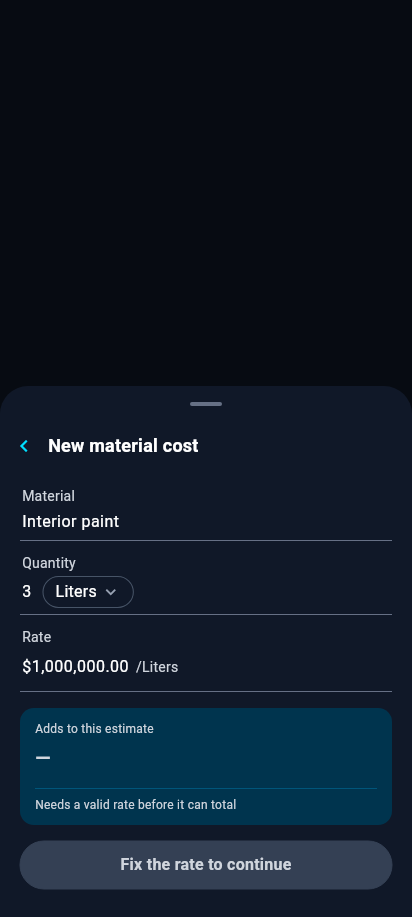 New material cost
Material
Interior paint
Quantity
3 Liters
Rate
$1,000,000.00 /Liters
Adds to this estimate
—
Needs a valid rate before it can total
Fix the rate to continue